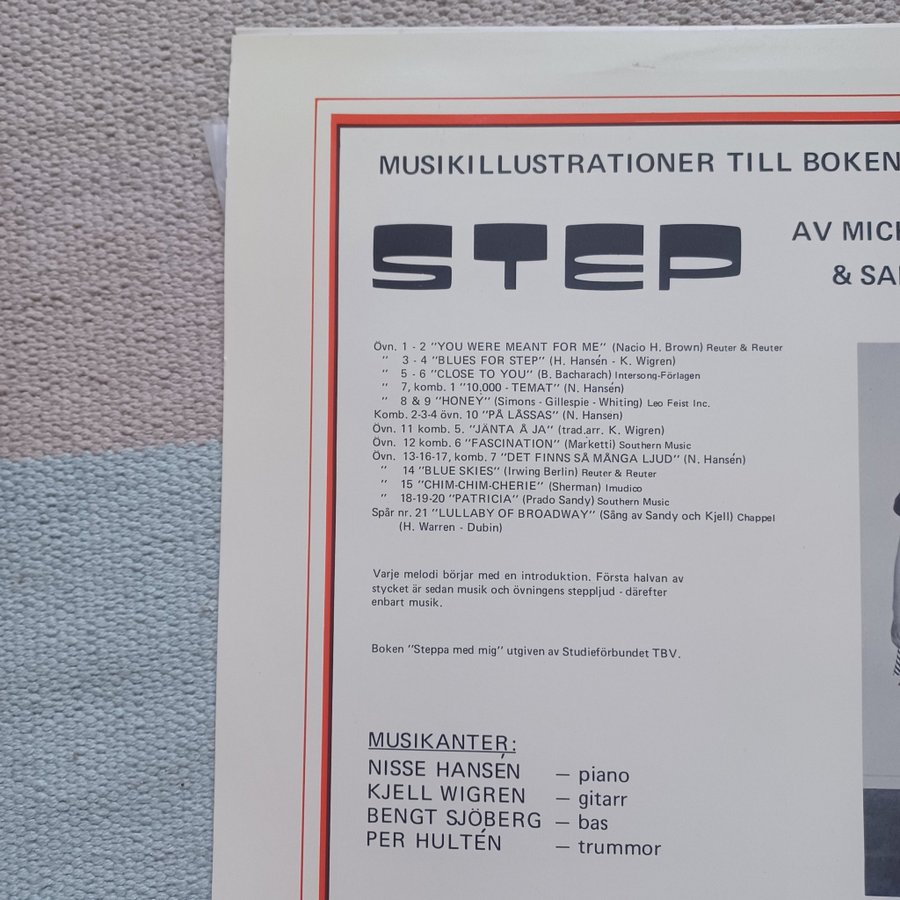 MUSIKILLUSTRATIONER TILL BOKEN
STEP
AV
& 
Övn. 1 - 2 "YOU WERE MEANT FOR ME" (Nacio H. Brown) Reuter & Reuter
" 3 - 4 "BLUES FOR STEP" (H. Hansén - K. Wigren)
" 5 - 6 "CLOSE TO YOU" (B. Bacharach) Intersong-Förlagen
" 7, komb. 1 "10.000 - TEMAT" (N. Hansén)
" 8 & 9 "HONEY" (Simons - Gillespie - Whiting) Leo Feist Inc.
Komb. 2-3-4 övn. 10 "PÅ LÅSSAS" (N. Hansen)
Övn. 11 komb. 5. "JÄNTA Å JA" (trad.arr. K. Wigren)
Övn. 12 komb. 6 "FASCINATION" (Marketti) Southern Music
Övn. 13-16-17, komb. 7 "DET FINNS SÅ MÅNGA LJUD" (N. Hansén)
" 14 "BLUE SKIES" (Irwing Berlin) Reuter & Reuter
" 15 "CHIM-CHIM-CHERIE" (Sherman) Imudico
" 18-19-20 "PATRICIA" (Prado Sandy) Southern Music
Spår nr. 21 "LULLABY OF BROADWAY" (Sång av Sandy och Kjell) Chappel
(H. Warren - Dubin)
Varje melodi börjar med en introduktion. Första halvan av
stycket är sedan musik och övningens steppljud - därefter
enbart musik.
Boken "Steppa med mig" utgiven av Studieförbundet TBV.
MUSIKANTER:
NISSE HANSÉN — piano
KJELL WIGREN — gitarr
BENGT SJÖBERG — bas
PER HULTÉN — trummor